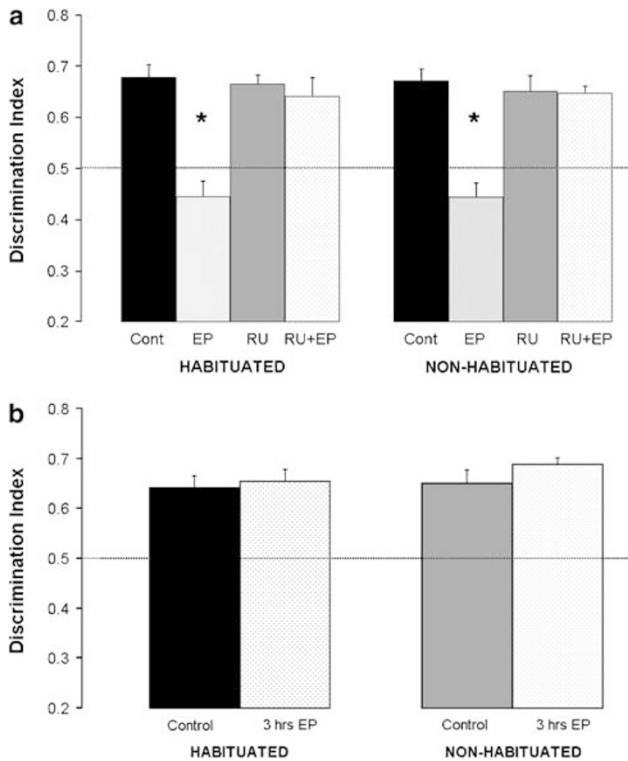 a
Discrimination Index
0.8
0.7
0.6
0.5
0.4
0.3
0.2
*
*
Cont EP RU RU+EP Cont EP RU RU+EP
HABITUATED NON-HABITUATED
b
Discrimination Index
0.8
0.7
0.6
0.5
0.4
0.3
0.2
Control 3 hrs EP Control 3 hrs EP
HABITUATED NON-HABITUATED